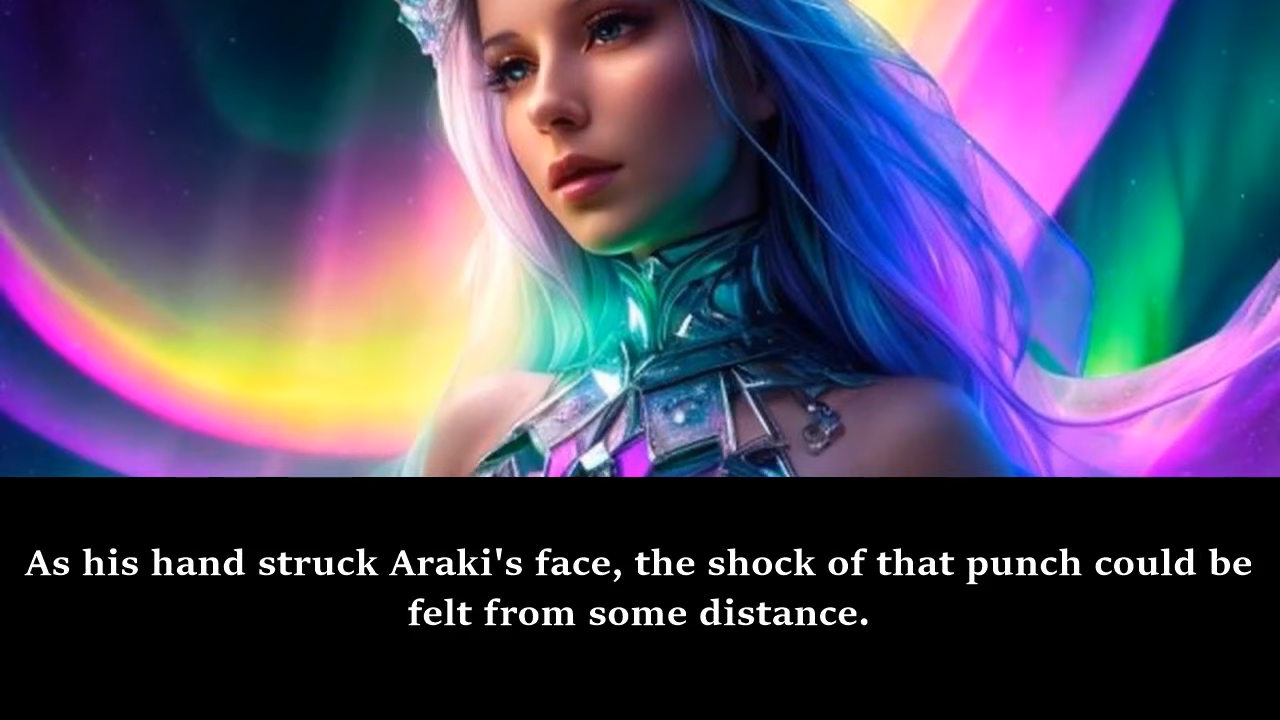 As his hand struck Araki's face, the shock of that punch could be
felt from some distance.